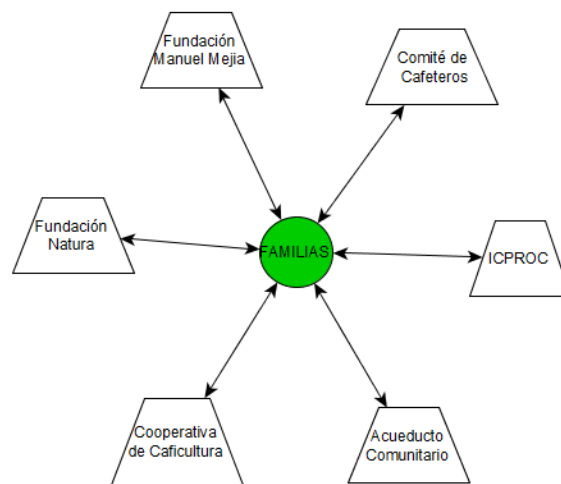 Fundación
Manuel Mejia
Comité de
Cafeteros
Fundación
Natura
FAMILIAS
ICPROC
Cooperativa
de Caficultura
Acueducto
Comunitario